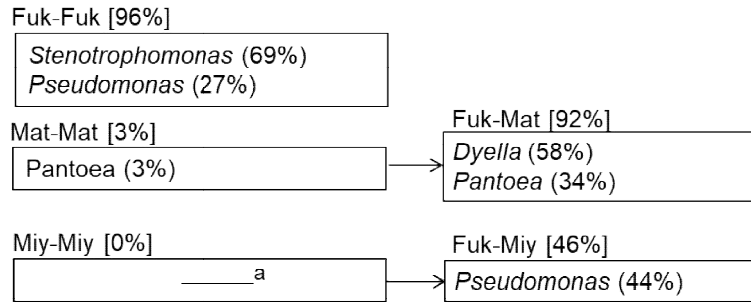 Fuk-Fuk [96%]
Stenotrophomonas (69%)
Pseudomonas (27%)
Mat-Mat [3%]
Pantoea (3%)
Fuk-Mat [92%]
Dyella (58%)
Pantoea (34%)
Miy-Miy [0%]
______a
Fuk-Miy [46%]
Pseudomonas (44%)